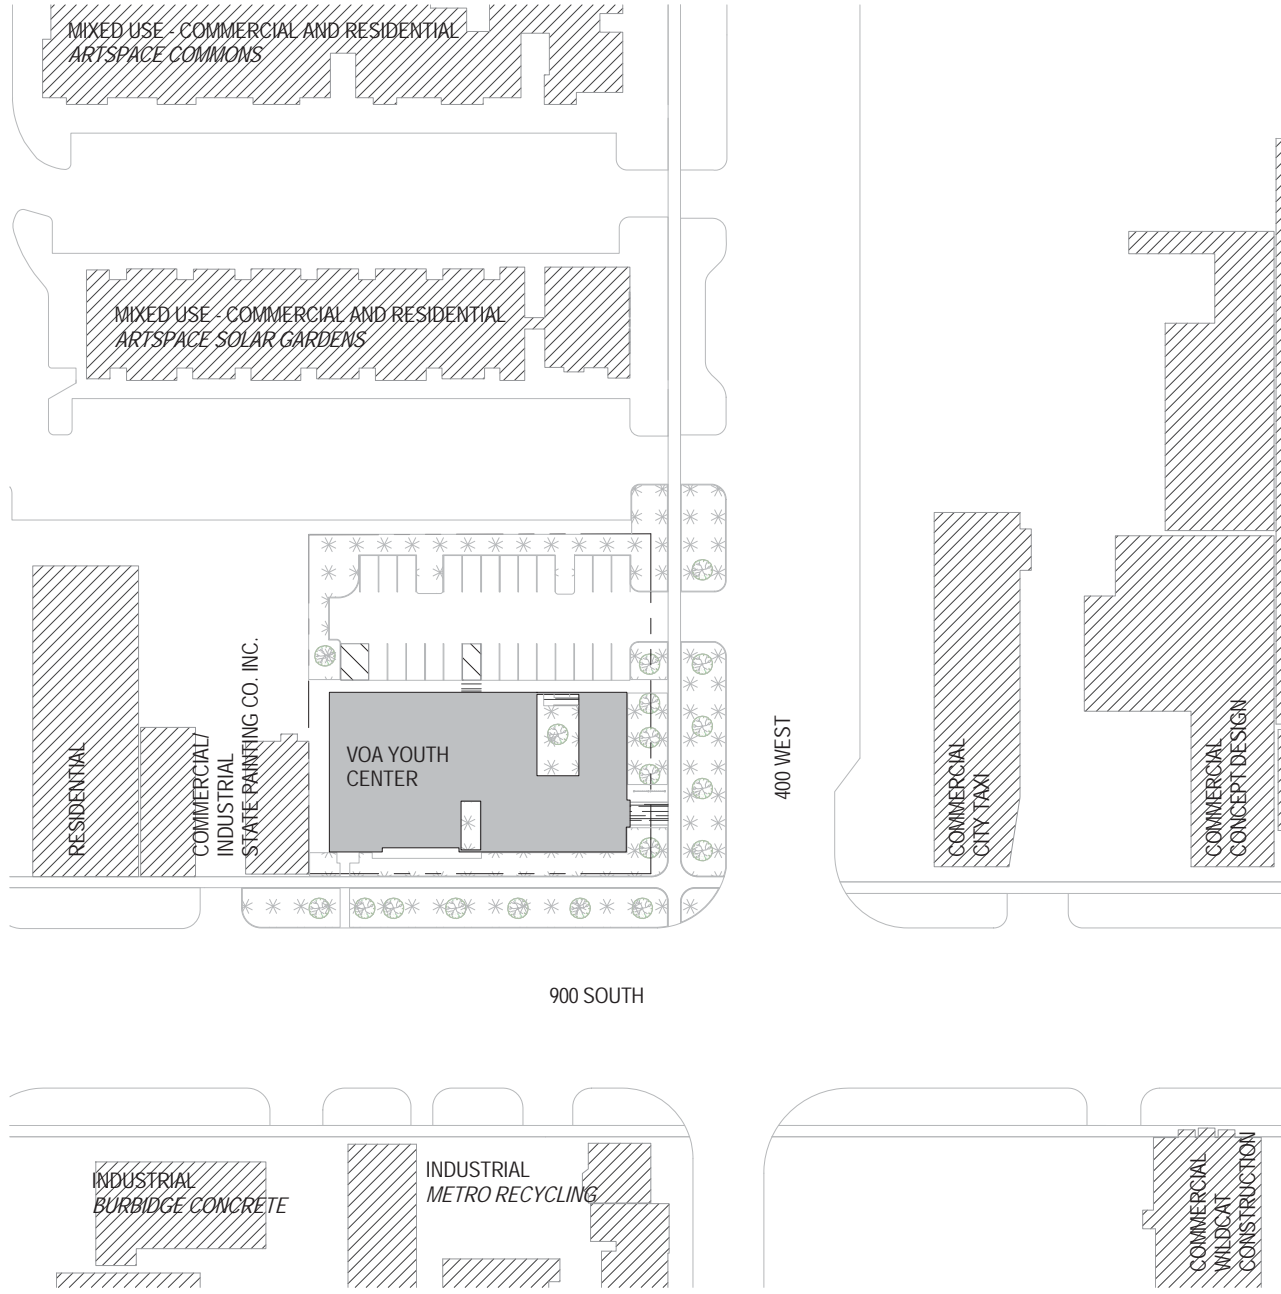 MIXED USE - COMMERCIAL AND RESIDENTIAL
ARTSPACE COMMONS
MIXED USE - COMMERCIAL AND RESIDENTIAL
ARTSPACE SOLAR GARDENS
RESIDENTIAL
COMMERCIAL/
INDUSTRIAL
STATE PAINTING CO. INC.
VOA YOUTH
CENTER
400 WEST
COMMERCIAL
CITY TAXI
COMMERCIAL
CONCEPT DESIGN
900 SOUTH
INDUSTRIAL
BURBIDGE CONCRETE
INDUSTRIAL
METRO RECYCLING
COMMERCIAL
WILDCAT
CONSTRUCTION